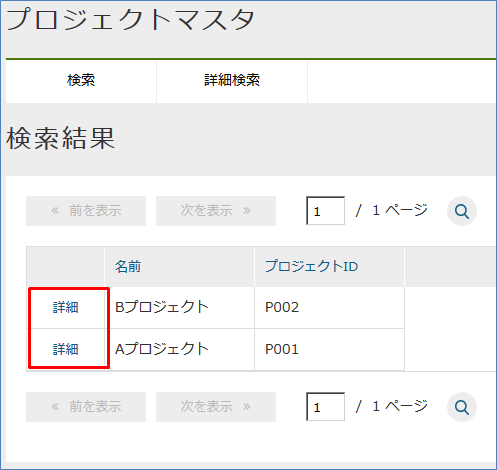 プロジェクトマスタ
検索 詳細検索
検索結果
« 前を表示 次を表示 » 1 / 1 ページ
名前 プロジェクトID
詳細 Bプロジェクト P002
詳細 Aプロジェクト P001
« 前を表示 次を表示 » 1 / 1 ページ